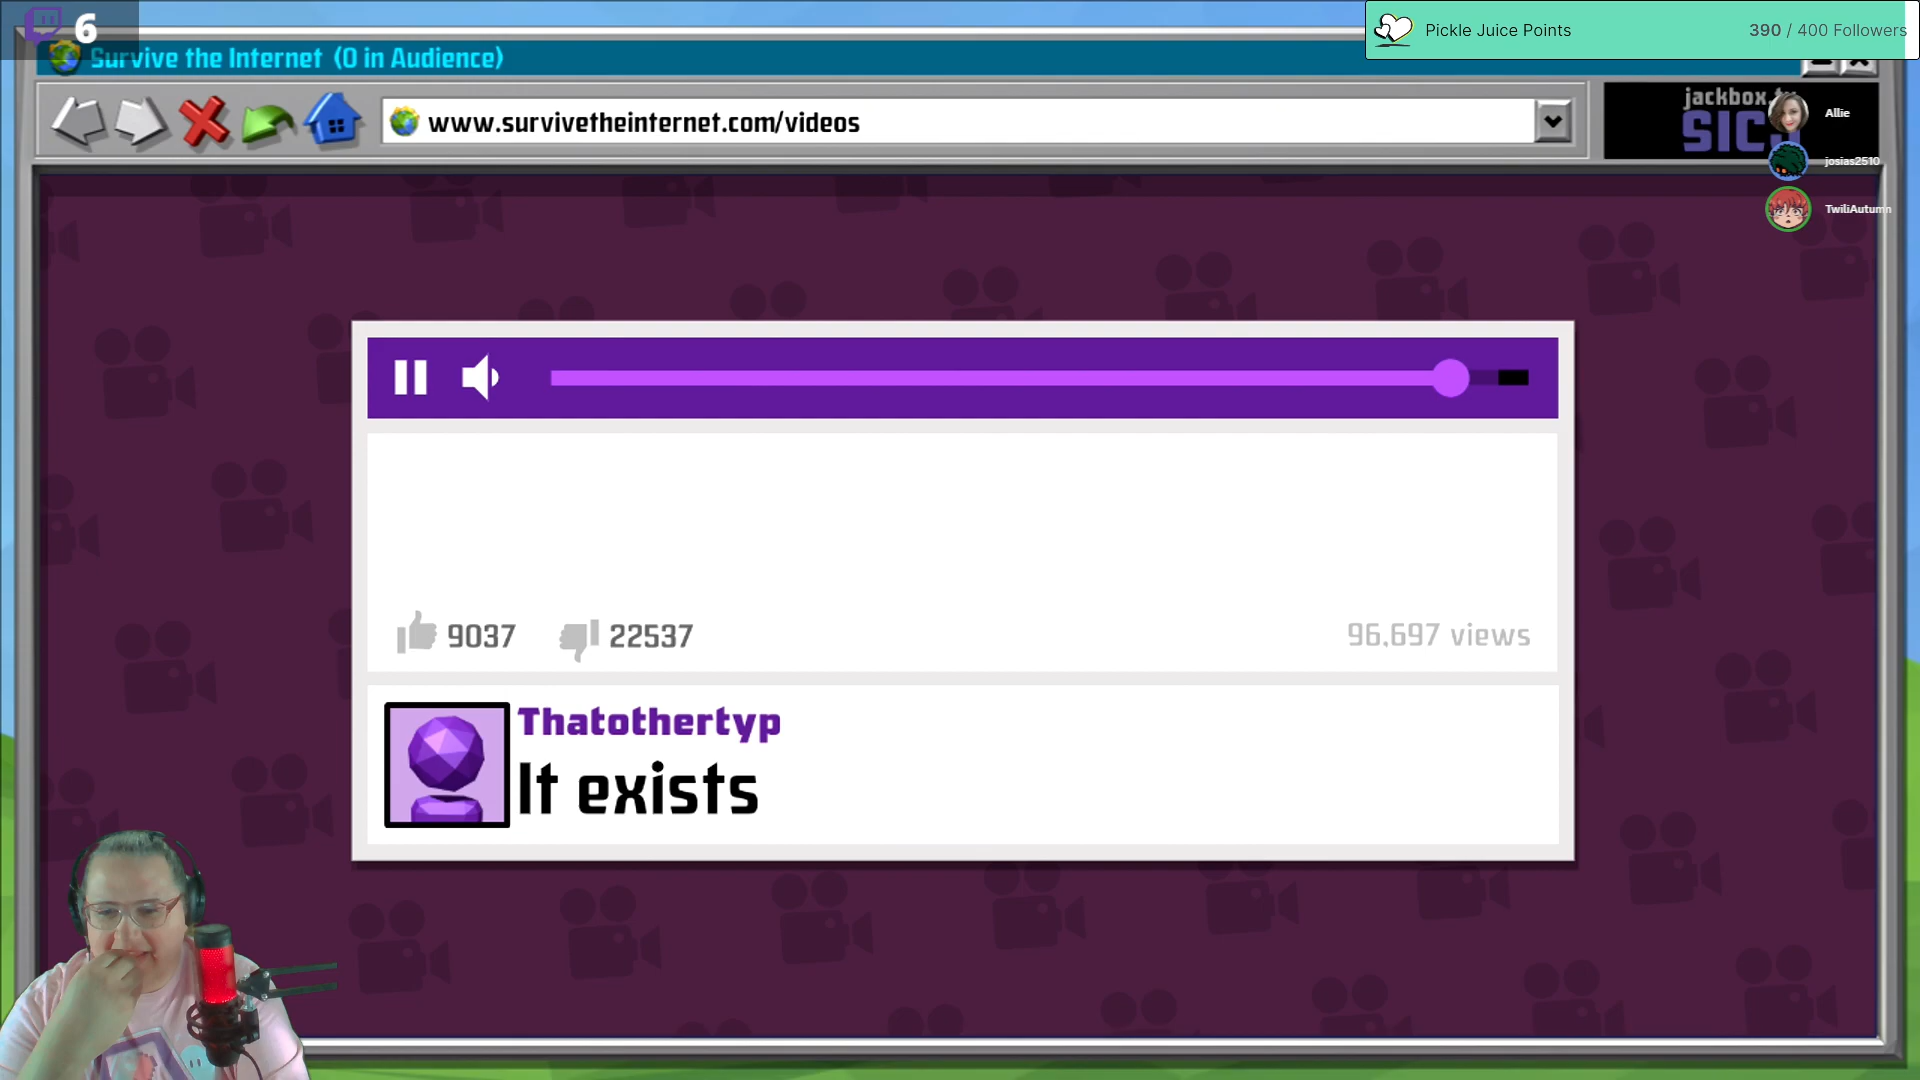 6
Pickle Juice Points
390 / 400 Followers
Survive the Internet (0 in Audience)
www.survivetheinternet.com/videos
jackbox.tv
Allie
josias2510
TwiliAutumn
9037
22537
96,697 views
Thatothertyp
It exists